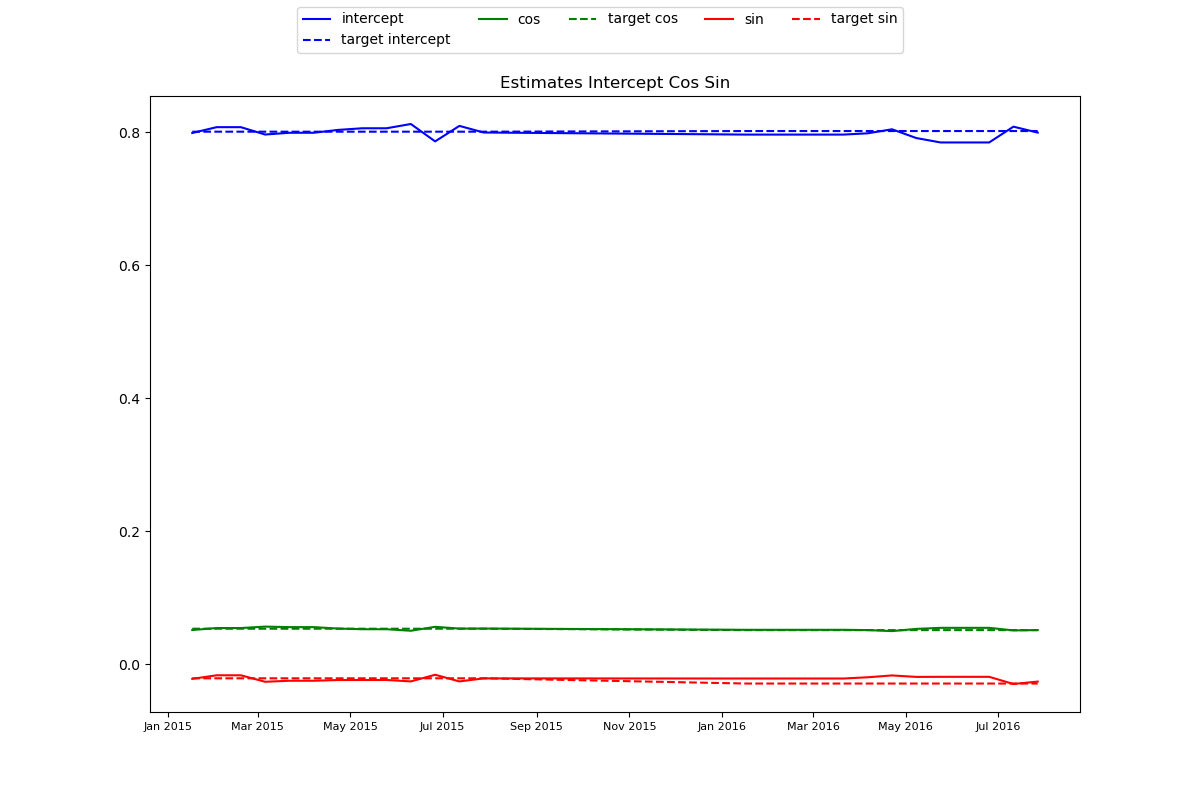 intercept cos target cos sin target sin
target intercept
Estimates Intercept Cos Sin
0.8
0.6
0.4
0.2
0.0
Jan 2015 Mar 2015 May 2015 Jul 2015 Sep 2015 Nov 2015 Jan 2016 Mar 2016 May 2016 Jul 2016